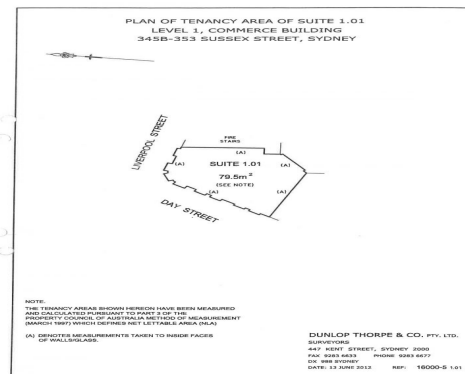 PLAN OF TENANCY AREA OF SUITE 1.01
LEVEL 1, COMMERCE BUILDING
345B-353 SUSSEX STREET, SYDNEY
LIVERPOOL STREET
FIRE
STAIRS
(A)
(A)
SUITE 1.01
(A)
79.5m²
(SEE NOTE)
(A)
(A)
DAY STREET
NOTE:
THE TENANCY AREAS SHOWN HEREON HAVE BEEN MEASURED
AND CALCULATED PURSUANT TO PART 3 OF THE
PROPERTY COUNCIL OF AUSTRALIA METHOD OF MEASUREMENT
(MARCH 1997) WHICH DEFINES NET LETTABLE AREA (NLA)
(A) DENOTES MEASUREMENTS TAKEN TO INSIDE FACES
OF WALLS/GLASS.
DUNLOP THORPE & CO. PTY. LTD.
SURVEYORS
447 KENT STREET, SYDNEY 2000
FAX 9283 6633 PHONE 9283 6677
DX 998 SYDNEY
DATE: 13 JUNE 2012 REF: 16000-5 1.01